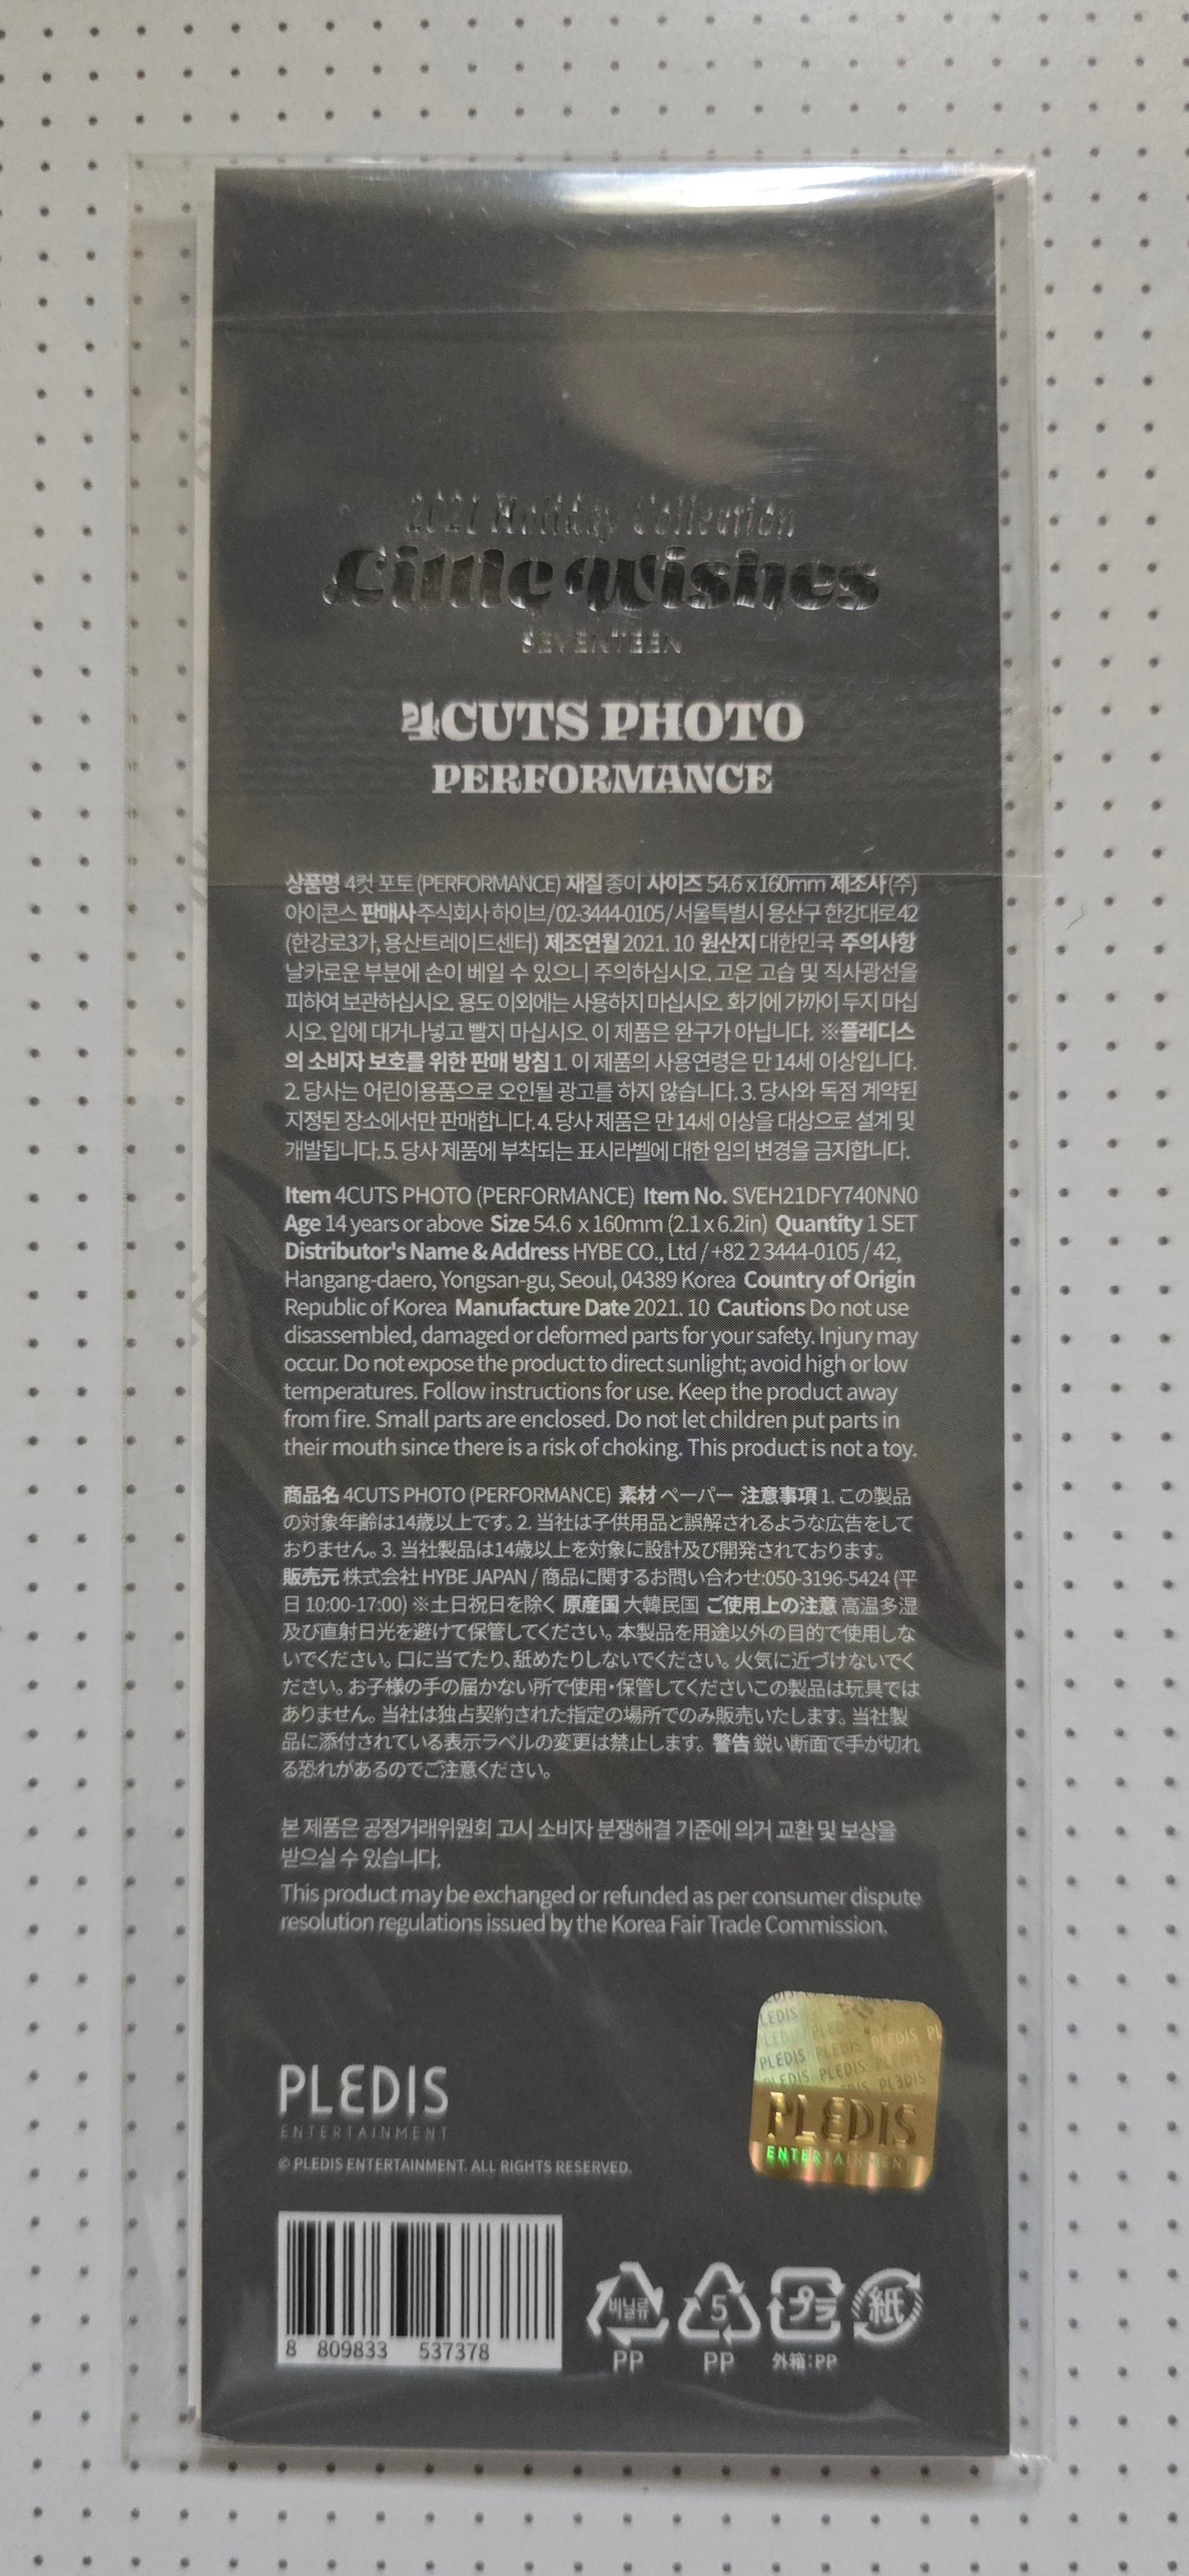 2021 Holiday Collection
Little Wishes
SEVENTEEN
4CUTS PHOTO
PERFORMANCE
상품명 4컷 포토 (PERFORMANCE) 재질 종이 사이즈 54.6 x 160mm 제조사 (주)
아이콘스 판매사 주식회사 하이브 / 02-3444-0105 / 서울특별시 용산구 한강대로 42
(한강로3가, 용산트레이드센터) 제조연월 2021. 10 원산지 대한민국 주의사항
날카로운 부분에 손이 베일 수 있으니 주의하십시오. 고온 고습 및 직사광선을
피하여 보관하십시오. 용도 이외에는 사용하지 마십시오. 화기에 가까이 두지 마십
시오. 입에 대거나 넣고 빨지 마십시오. 이 제품은 완구가 아닙니다. ※플레디스
의 소비자 보호를 위한 판매 방침 1. 이 제품의 사용연령은 만 14세 이상입니다.
2. 당사는 어린이용품으로 오인될 광고를 하지 않습니다. 3. 당사와 독점 계약된
지정된 장소에서만 판매합니다. 4. 당사 제품은 만 14세 이상을 대상으로 설계 및
개발됩니다. 5. 당사 제품에 부착되는 표시라벨에 대한 임의 변경을 금지합니다.
Item 4CUTS PHOTO (PERFORMANCE) Item No. SVEH21DFY740NN0
Age 14 years or above Size 54.6 x 160mm (2.1 x 6.2in) Quantity 1 SET
Distributor's Name & Address HYBE CO., Ltd / +82 2 3444-0105 / 42,
Hangang-daero, Yongsan-gu, Seoul, 04389 Korea Country of Origin
Republic of Korea Manufacture Date 2021. 10 Cautions Do not use
disassembled, damaged or deformed parts for your safety. Injury may
occur. Do not expose the product to direct sunlight; avoid high or low
temperatures. Follow instructions for use. Keep the product away
from fire. Small parts are enclosed. Do not let children put parts in
their mouth since there is a risk of choking. This product is not a toy.
商品名 4CUTS PHOTO (PERFORMANCE) 素材 ペーパー 注意事項 1. この製品
の対象年齢は14歳以上です。2. 当社は子供用品と誤解されるような広告をして
おりません。3. 当社製品は14歳以上を対象に設計及び開発されております。
販売元 株式会社 HYBE JAPAN / 商品に関するお問い合わせ:050-3196-5424 (平
日 10:00-17:00) ※土日祝日を除く 原産国 大韓民国 ご使用上の注意 高温多湿
及び直射日光を避けて保管してください。本製品を用途以外の目的で使用しな
いでください。口に当てたり、舐めたりしないでください。火気に近づけないでく
ださい。お子様の手の届かない所で使用・保管してくださいこの製品は玩具では
ありません。当社は独占契約された指定の場所でのみ販売いたします。当社製
品に添付されている表示ラベルの変更は禁止します。警告 鋭い断面で手が切れ
る恐れがあるのでご注意ください。
본 제품은 공정거래위원회 고시 소비자 분쟁해결 기준에 의거 교환 및 보상을
받으실 수 있습니다.
This product may be exchanged or refunded as per consumer dispute
resolution regulations issued by the Korea Fair Trade Commission.
PLEDIS
ENTERTAINMENT
© PLEDIS ENTERTAINMENT. ALL RIGHTS RESERVED.
PLEDIS
ENTERTAINMENT
8 809833 537378
비닐류
PP
5
PP
プラ
外箱:PP
紙